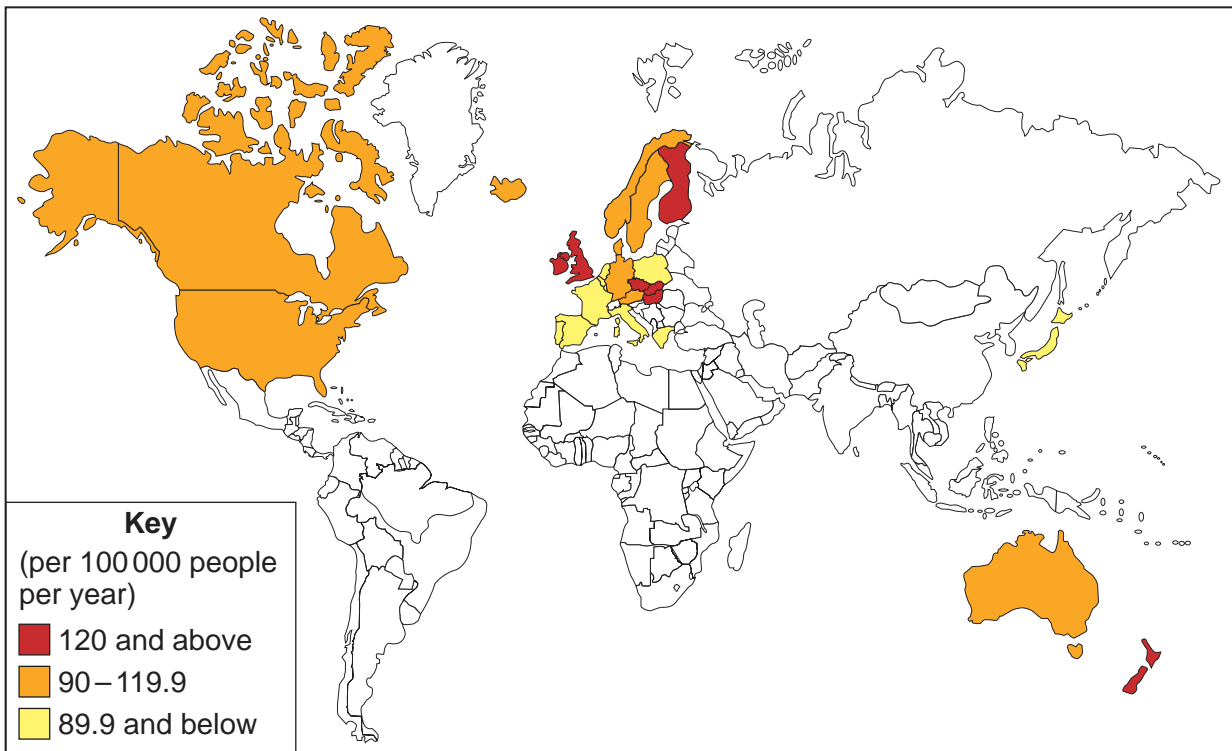 Key
(per 100 000 people
per year)
120 and above
90 – 119.9
89.9 and below